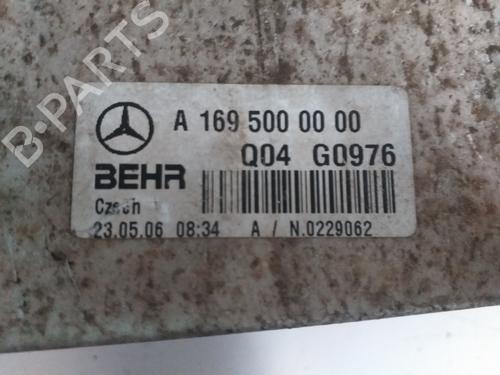 B-PARTS
A 169 500 00 00
Q04 G0976
BEHR
Czech
23.05.06 08:34 A / N.0229062